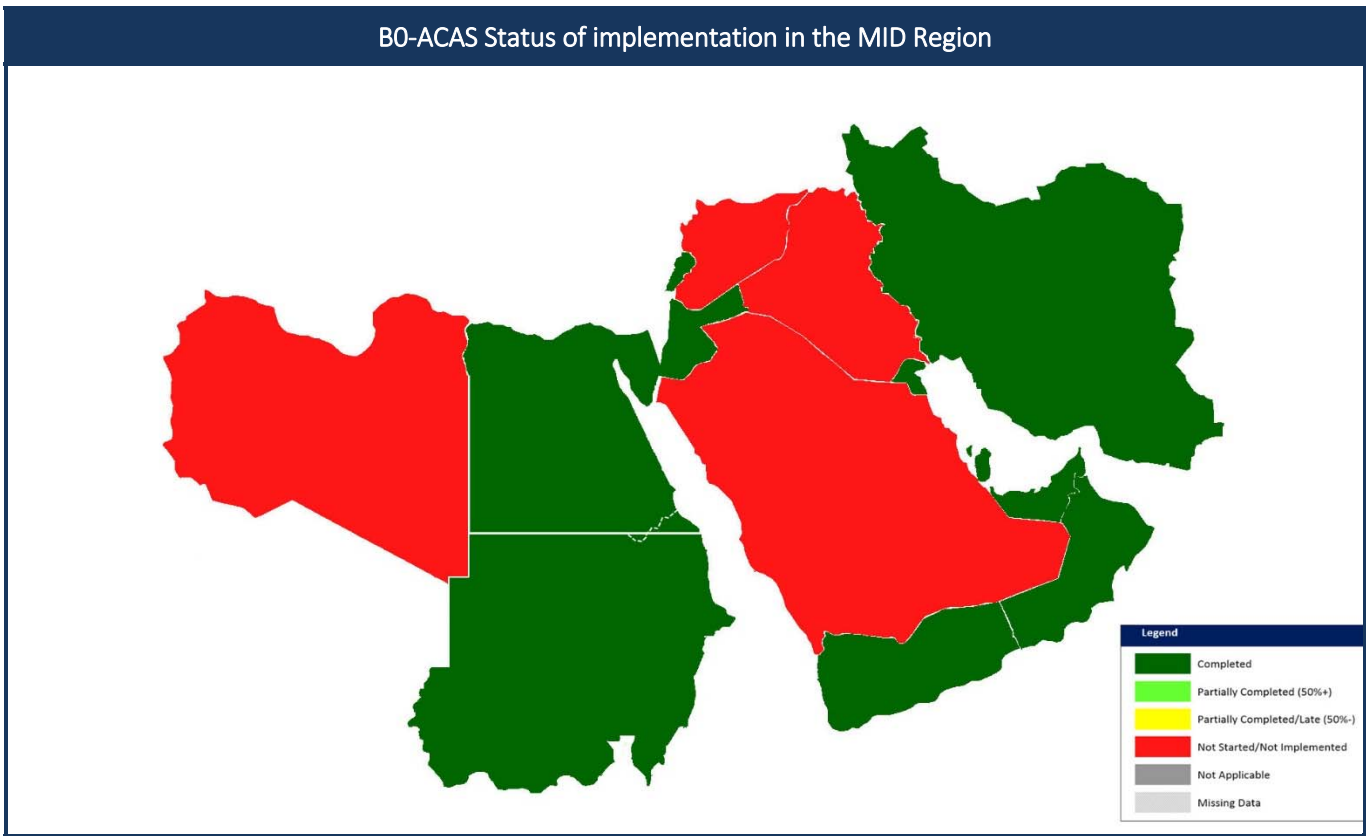 B0-ACAS Status of implementation in the MID Region
Legend
Completed
Partially Completed (50%+)
Partially Completed/Late (50%-)
Not Started/Not Implemented
Not Applicable
Missing Data